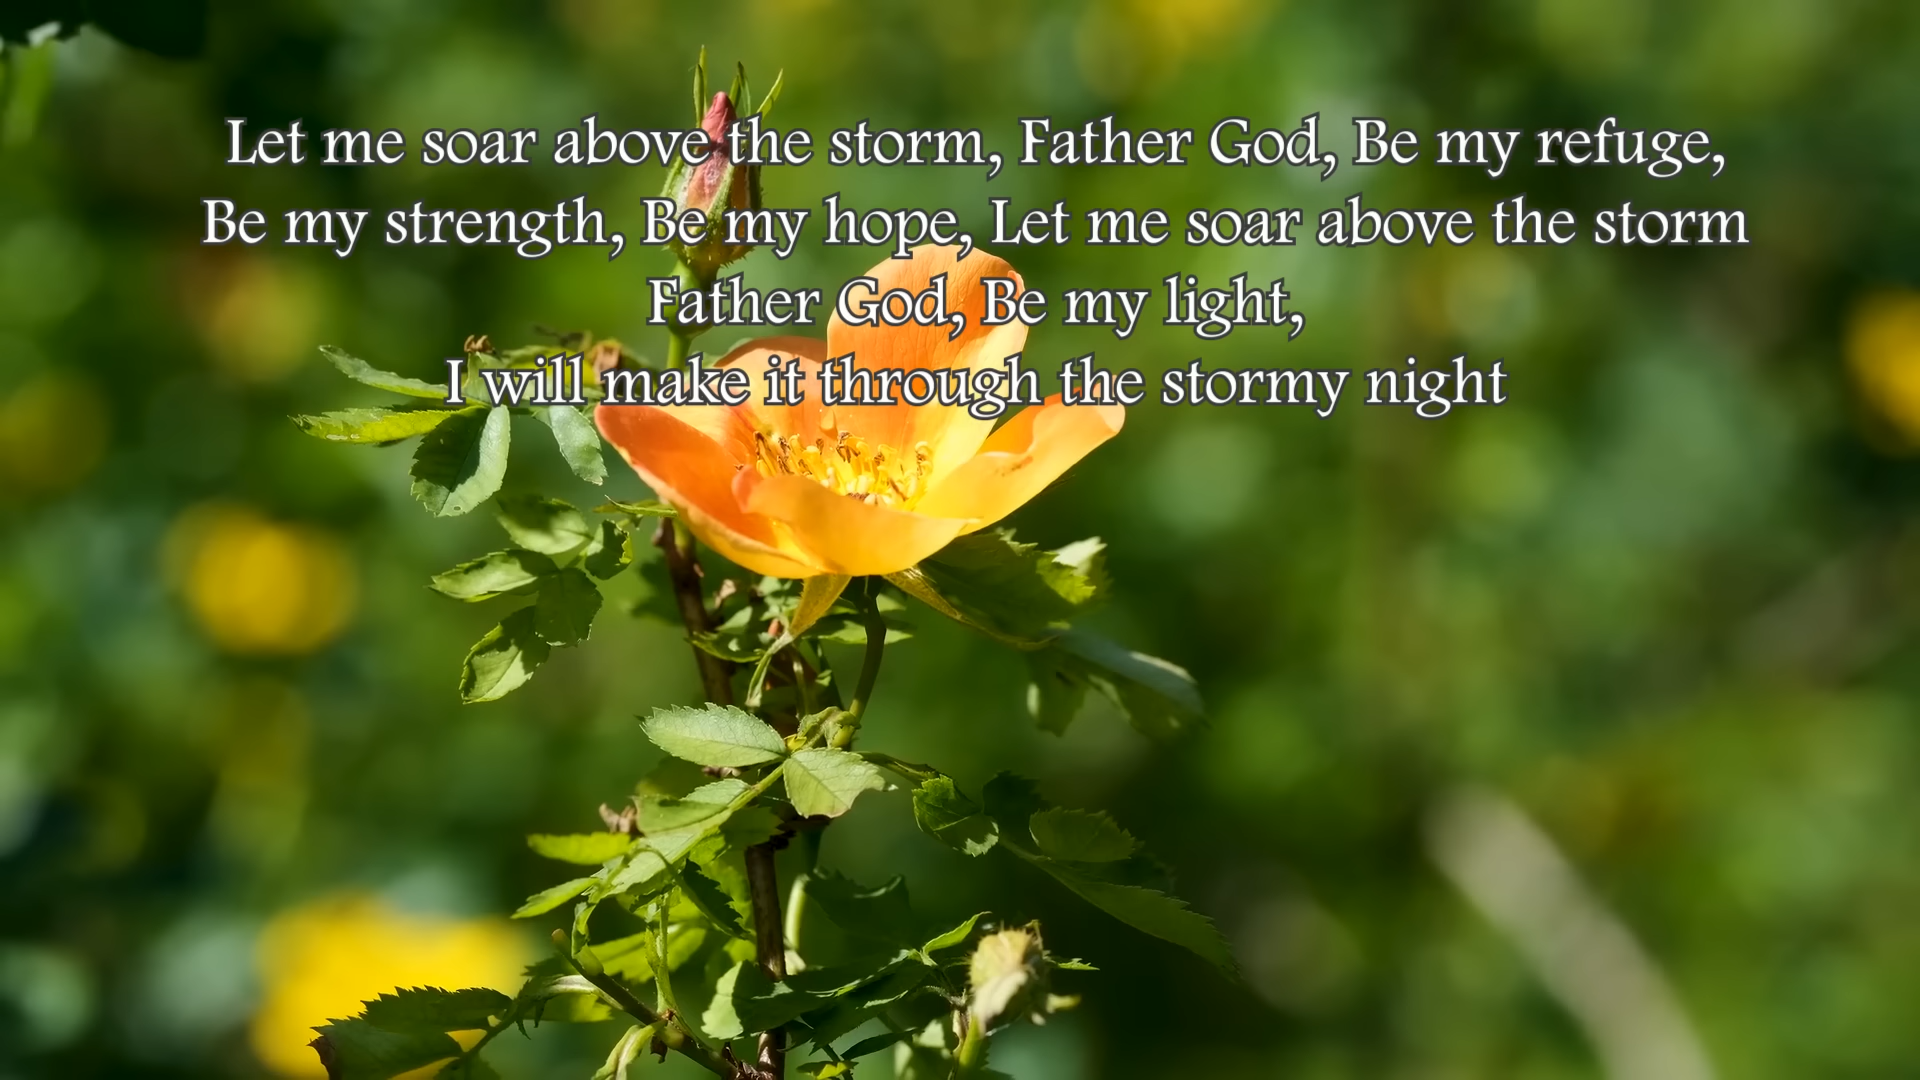 Let me soar above the storm, Father God, Be my refuge,
Be my strength, Be my hope, Let me soar above the storm
Father God, Be my light,
I will make it through the stormy night